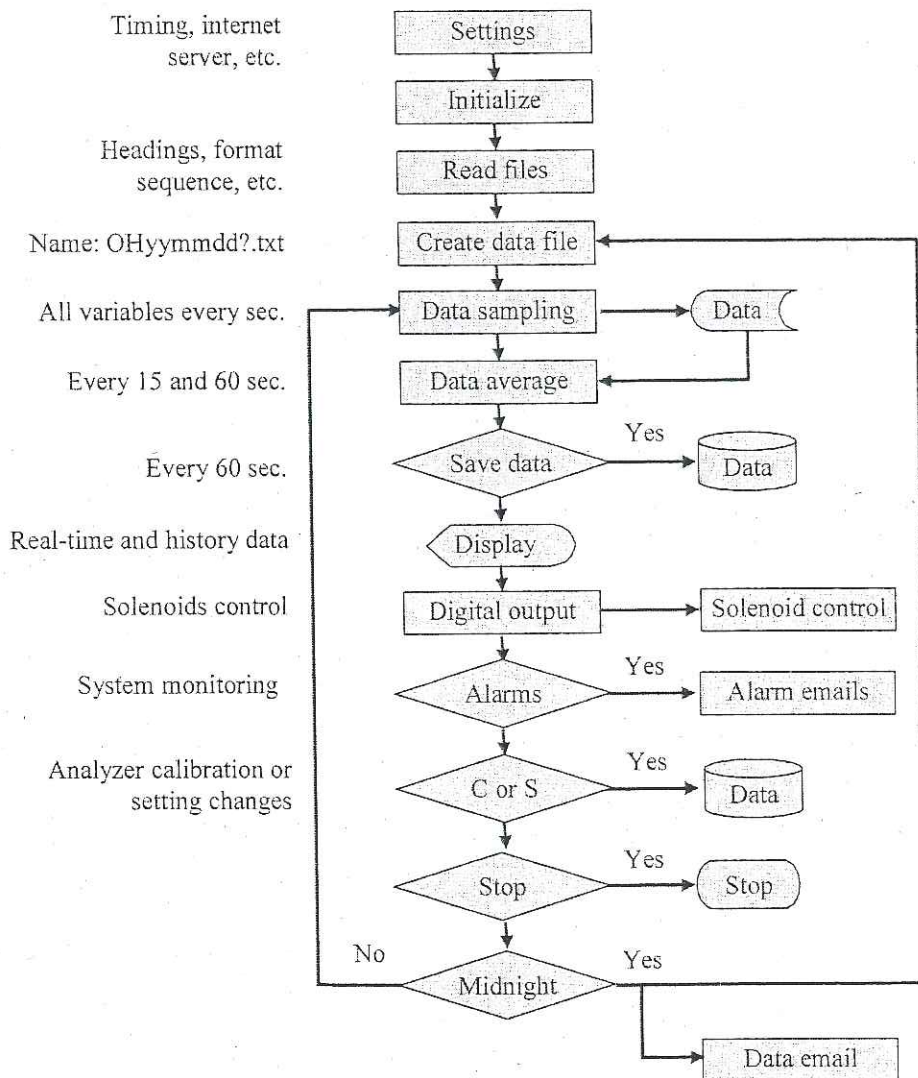 Timing, internet
server, etc.
Settings
Initialize
Headings, format
sequence, etc.
Read files
Name: OHyymmdd?.txt
Create data file
All variables every sec.
Data sampling
Data
Every 15 and 60 sec.
Data average
Every 60 sec.
Save data
Yes
Data
Real-time and history data
Display
Solenoids control
Digital output
Solenoid control
System monitoring
Alarms
Yes
Alarm emails
Analyzer calibration or
setting changes
C or S
Yes
Data
Stop
Yes
Stop
No
Midnight
Yes
Data email